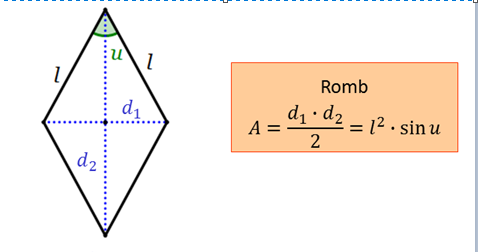 l
u
l
d₁
d₂
Romb
A = d₁ · d₂ / 2 = l² · sin u